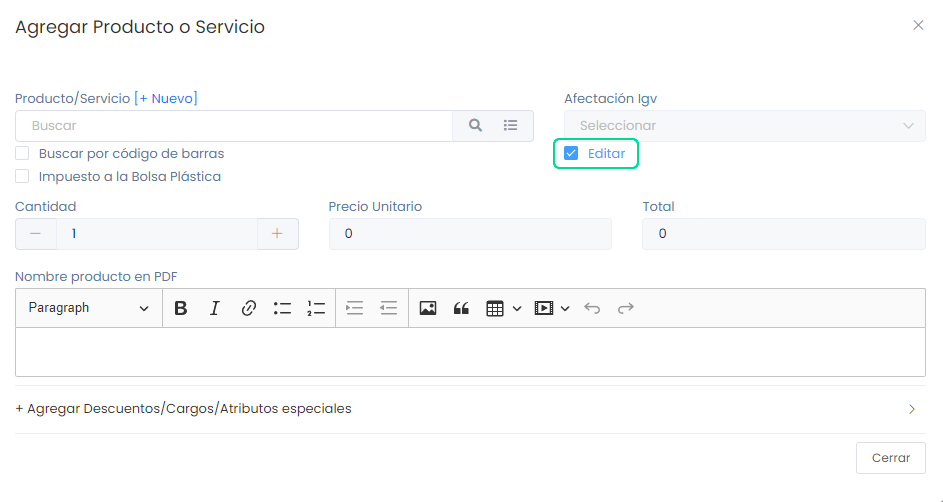 Agregar Producto o Servicio
Producto/Servicio [+ Nuevo]
Afectación Igv
Buscar
Seleccionar
Buscar por código de barras
Editar
Impuesto a la Bolsa Plástica
Cantidad
Precio Unitario
Total
1
0
0
Nombre producto en PDF
Paragraph
+ Agregar Descuentos/Cargos/Atributos especiales
Cerrar